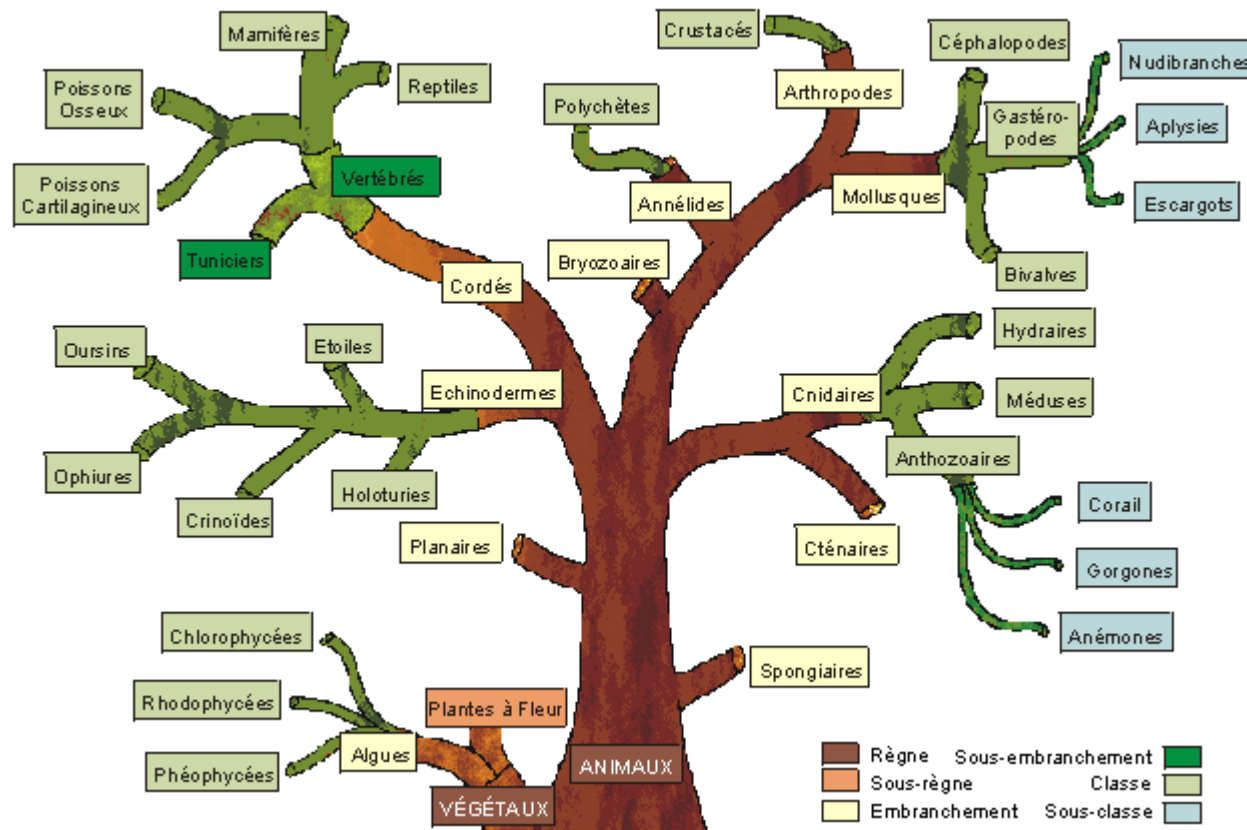 Mamifères
Crustacés
Céphalopodes
Nudibranches
Poissons
Osseux
Reptiles
Arthropodes
Polychètes
Gastéro-
podes
Aplysies
Poissons
Cartilagineux
Vertébrés
Annélides
Mollusques
Escargots
Tuniciers
Bryozoaires
Cordés
Bivalves
Hydraires
Oursins
Etoiles
Echinodermes
Cnidaires
Méduses
Ophiures
Anthozoaires
Crinoïdes
Holoturies
Corail
Planaires
Cténaires
Gorgones
Chlorophycées
Anémones
Spongiaires
Rhodophycées
Plantes à Fleur
Algues
Phéophycées
ANIMAUX
VÉGÉTAUX
Règne
Sous-règne
Embranchement
Sous-embranchement
Classe
Sous-classe